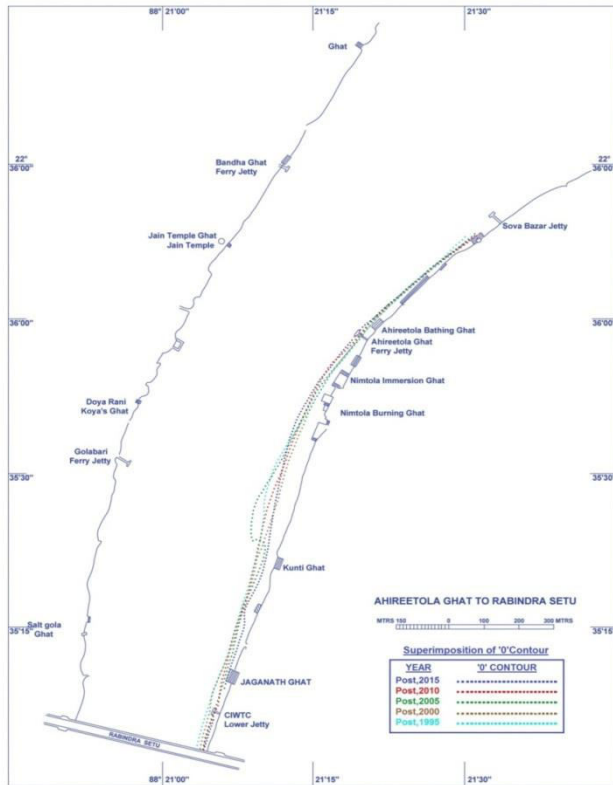 88° 21'00"
21'15"
21'30"
Ghat
22°
36'00"
22°
36'00"
Bandha Ghat
Ferry Jetty
Sova Bazar Jetty
Jain Temple Ghat
Jain Temple
36'00"
36'00"
Ahireetola Bathing Ghat
Ahireetola Ghat
Ferry Jetty
Nimtola Immersion Ghat
Doya Rani
Koya's Ghat
Nimtola Burning Ghat
Golabari
Ferry Jetty
35'30"
35'30"
Kunti Ghat
AHIREETOLA GHAT TO RABINDRA SETU
MTRS 150 0 100 200 300 MTRS
Salt gola
Ghat
35'15"
35'15"
Superimposition of '0'Contour
YEAR '0' CONTOUR
Post,2015
Post,2010
Post,2005
Post,2000
Post,1995
JAGANATH GHAT
CIWTC
Lower Jetty
RABINDRA SETU
88° 21'00"
21'15"
21'30"